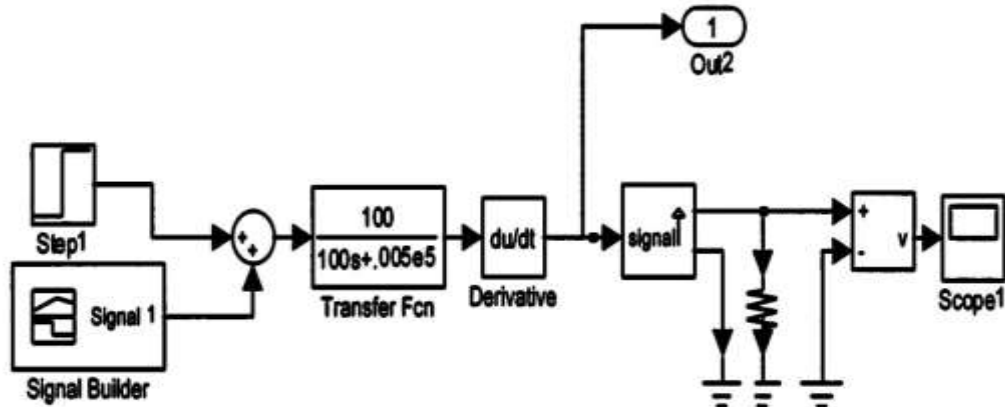 1
Out2
Step1
+
+
100
100s+.005e5
Transfer Fcn
du/dt
Derivative
signal
+
-
v
Scope1
Signal 1
Signal Builder